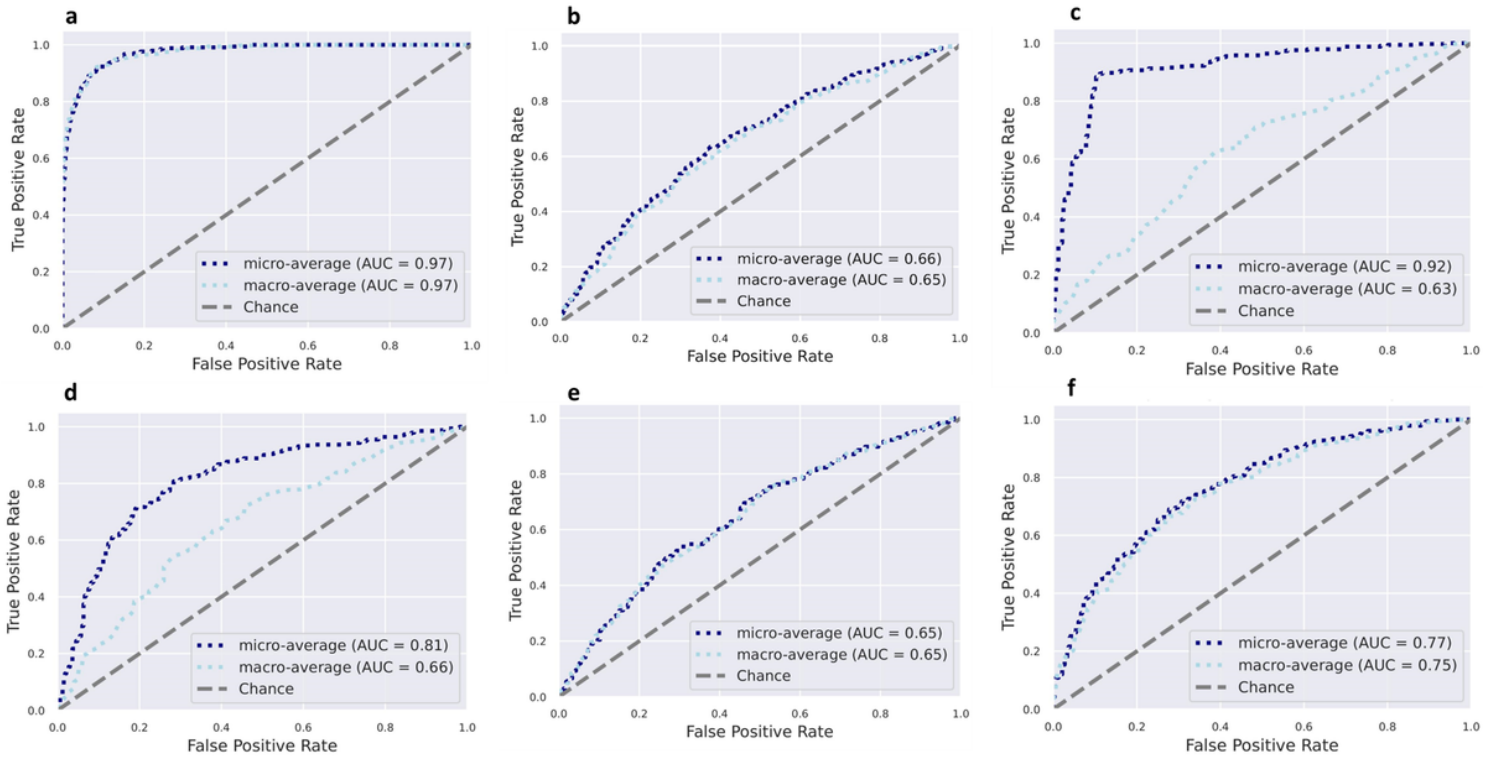 a
1.0
0.8
0.6
0.4
0.2
0.0
True Positive Rate
micro-average (AUC = 0.97)
macro-average (AUC = 0.97)
Chance
0.0 0.2 0.4 0.6 0.8 1.0
False Positive Rate
b
1.0
0.8
0.6
0.4
0.2
0.0
True Positive Rate
micro-average (AUC = 0.66)
macro-average (AUC = 0.65)
Chance
0.0 0.2 0.4 0.6 0.8 1.0
False Positive Rate
c
1.0
0.8
0.6
0.4
0.2
0.0
True Positive Rate
micro-average (AUC = 0.92)
macro-average (AUC = 0.63)
Chance
0.0 0.2 0.4 0.6 0.8 1.0
False Positive Rate
d
1.0
0.8
0.6
0.4
0.2
0.0
True Positive Rate
micro-average (AUC = 0.81)
macro-average (AUC = 0.66)
Chance
0.0 0.2 0.4 0.6 0.8 1.0
False Positive Rate
e
1.0
0.8
0.6
0.4
0.2
0.0
True Positive Rate
micro-average (AUC = 0.65)
macro-average (AUC = 0.65)
Chance
0.0 0.2 0.4 0.6 0.8 1.0
False Positive Rate
f
1.0
0.8
0.6
0.4
0.2
0.0
True Positive Rate
micro-average (AUC = 0.77)
macro-average (AUC = 0.75)
Chance
0.0 0.2 0.4 0.6 0.8 1.0
False Positive Rate